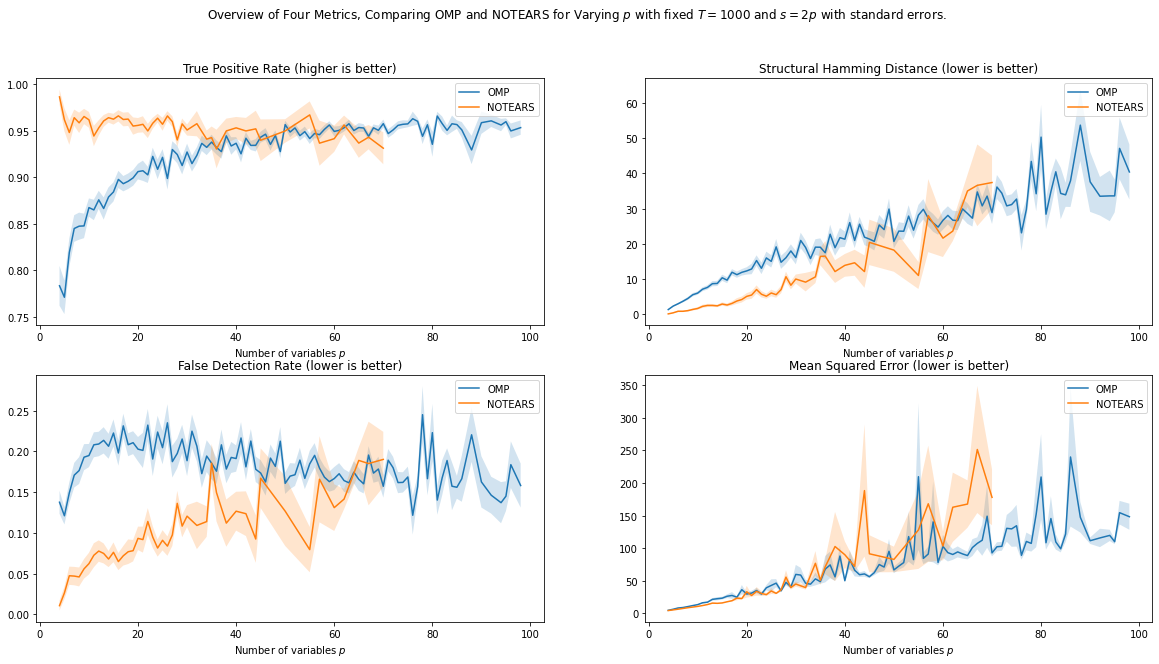 Overview of Four Metrics, Comparing OMP and NOTEARS for Varying p with fixed T = 1000 and s = 2p with standard errors.
True Positive Rate (higher is better)
1.00
0.95
0.90
0.85
0.80
0.75
0 20 40 60 80 100
Number of variables p
OMP
NOTEARS
Structural Hamming Distance (lower is better)
60
50
40
30
20
10
0
0 20 40 60 80 100
Number of variables p
OMP
NOTEARS
False Detection Rate (lower is better)
0.25
0.20
0.15
0.10
0.05
0.00
0 20 40 60 80 100
Number of variables p
OMP
NOTEARS
Mean Squared Error (lower is better)
350
300
250
200
150
100
50
0
0 20 40 60 80 100
Number of variables p
OMP
NOTEARS